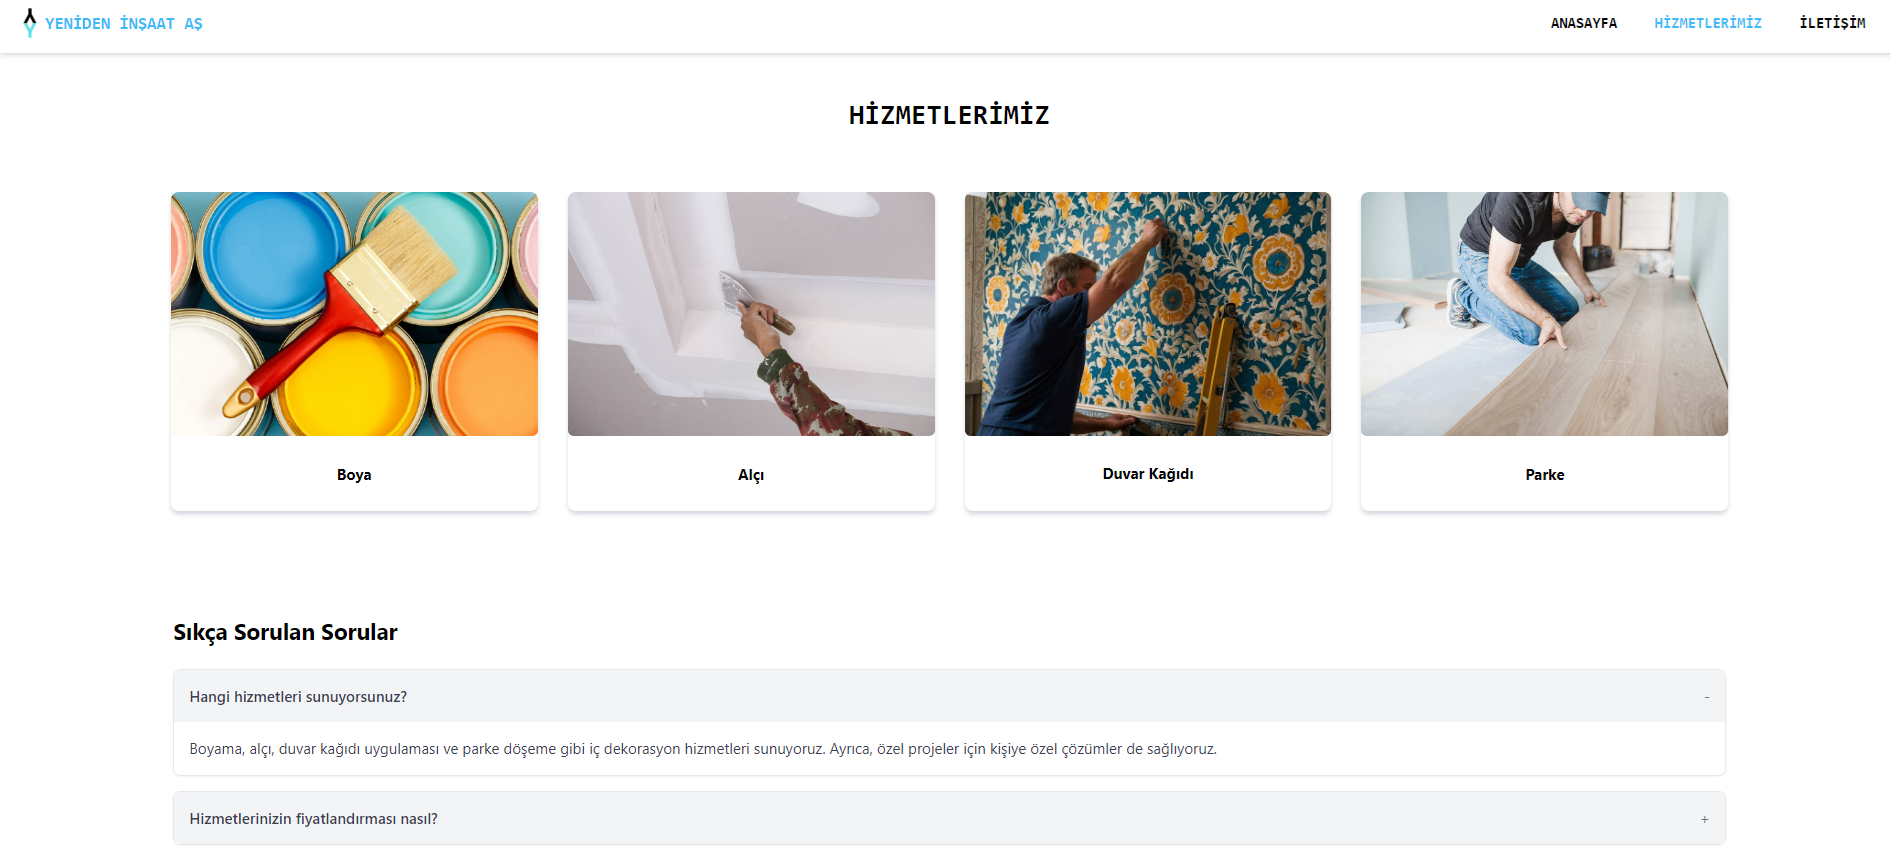 YENİDEN İNŞAAT AŞ
ANASAYFA
HİZMETLERİMİZ
İLETİŞİM
HİZMETLERİMİZ
Boya
Alçı
Duvar Kağıdı
Parke
Sıkça Sorulan Sorular
Hangi hizmetleri sunuyorsunuz? -
Boyama, alçı, duvar kağıdı uygulaması ve parke döşeme gibi iç dekorasyon hizmetleri sunuyoruz. Ayrıca, özel projeler için kişiye özel çözümler de sağlıyoruz.
Hizmetlerinizin fiyatlandırması nasıl? +